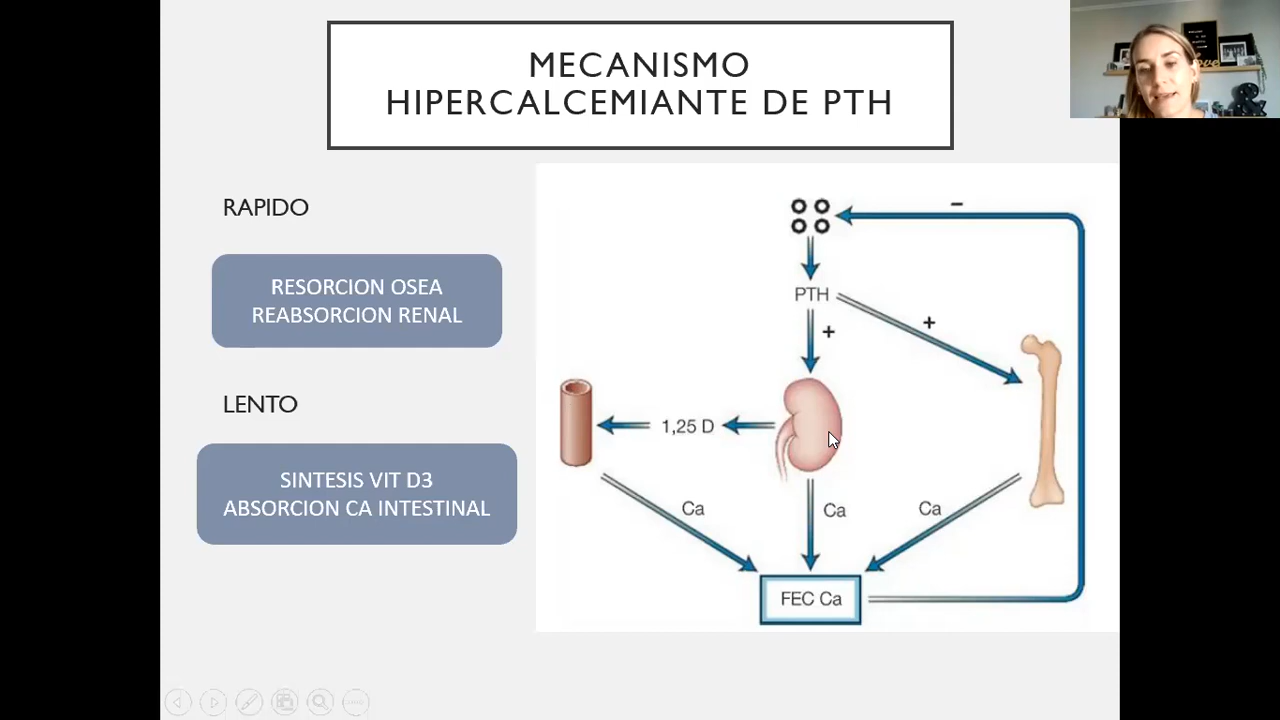 MECANISMO
HIPERCALCEMIANTE DE PTH
RAPIDO
RESORCION OSEA
REABSORCION RENAL
LENTO
SINTESIS VIT D3
ABSORCION CA INTESTINAL
−
PTH
+
+
1,25 D
Ca
Ca
Ca
FEC Ca